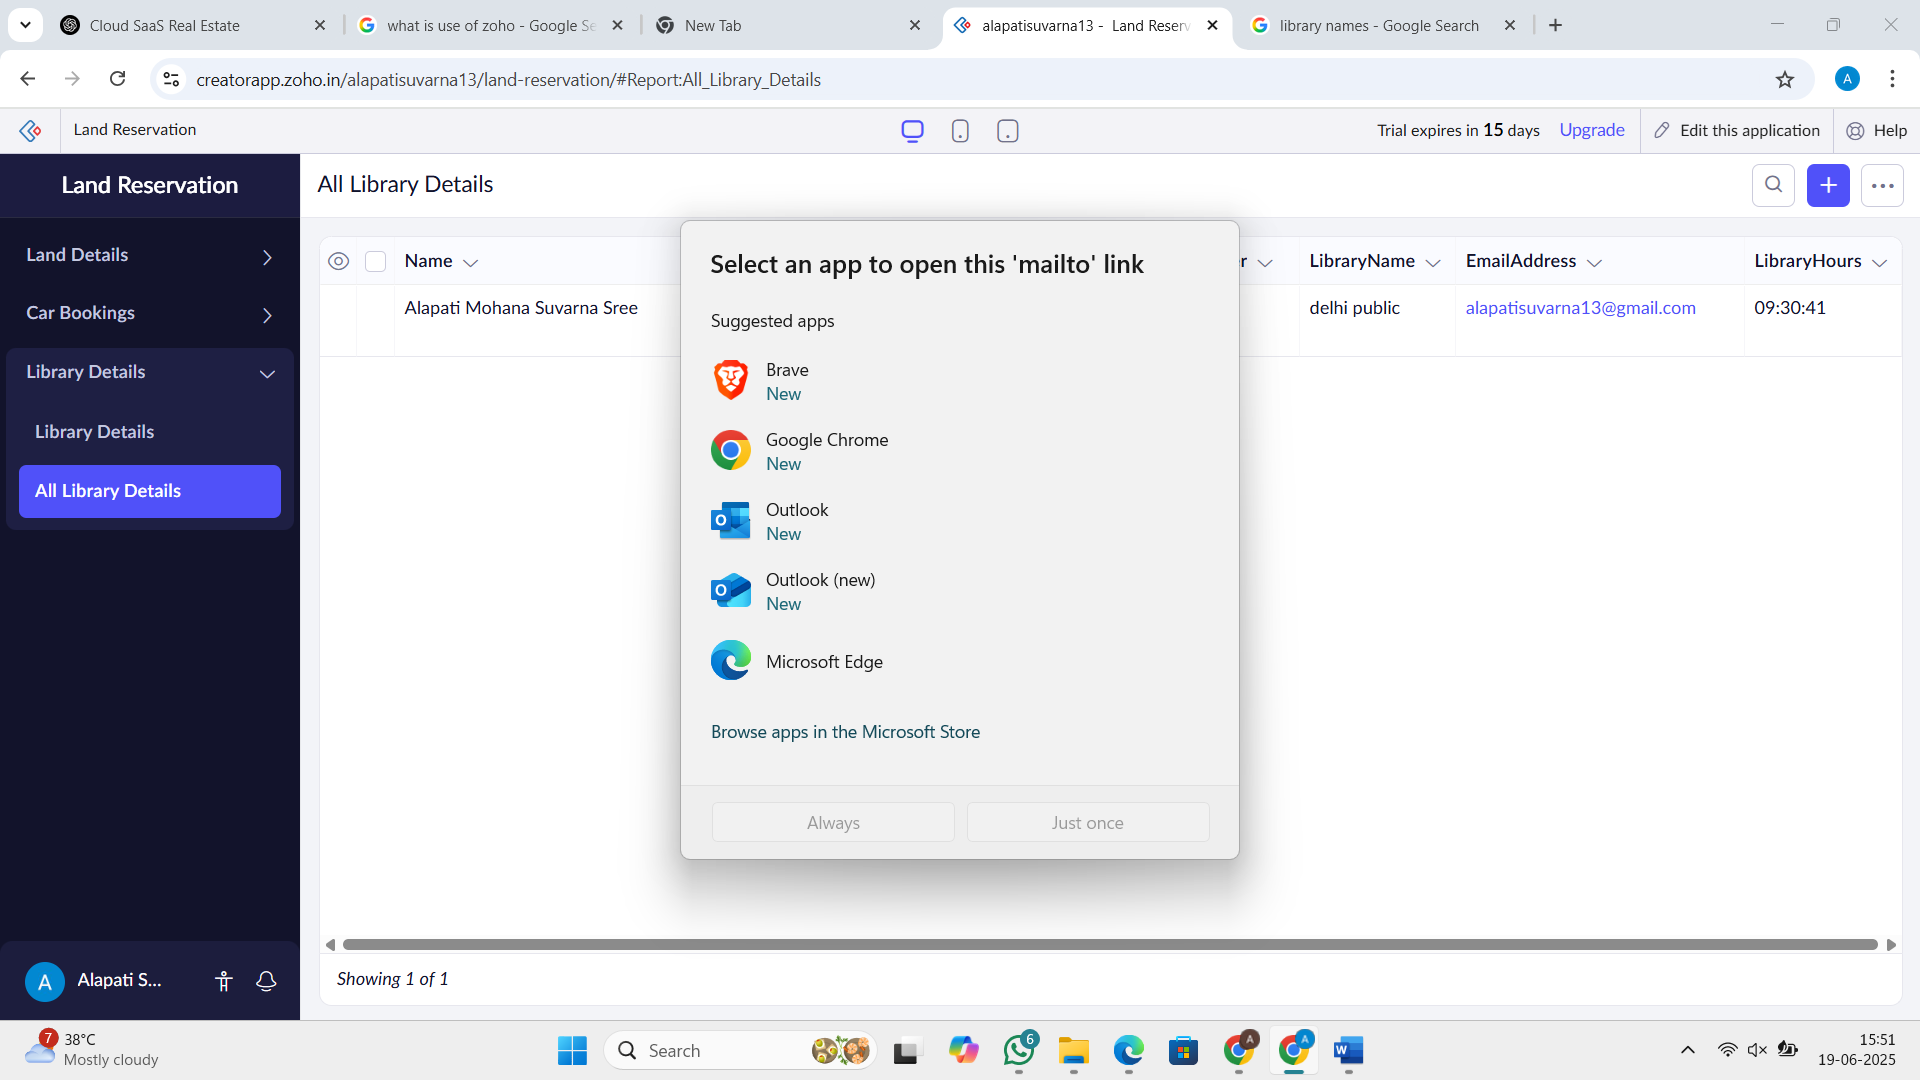 Cloud SaaS Real Estate
what is use of zoho - Google Se
New Tab
alapatisuvarna13 - Land Reserv
library names - Google Search
creatorapp.zoho.in/alapatisuvarna13/land-reservation/#Report:All_Library_Details
A
Land Reservation
Trial expires in 15 days
Upgrade
Edit this application
Help
Land Reservation
All Library Details
Land Details
Car Bookings
Library Details
Library Details
All Library Details
Name
r
LibraryName
EmailAddress
LibraryHours
Alapati Mohana Suvarna Sree
delhi public
alapatisuvarna13@gmail.com
09:30:41
Select an app to open this 'mailto' link
Suggested apps
Brave
New
Google Chrome
New
Outlook
New
Outlook (new)
New
Microsoft Edge
Browse apps in the Microsoft Store
Always
Just once
Showing 1 of 1
A
Alapati S...
7
38°C
Mostly cloudy
Search
6
A
A
15:51
19-06-2025